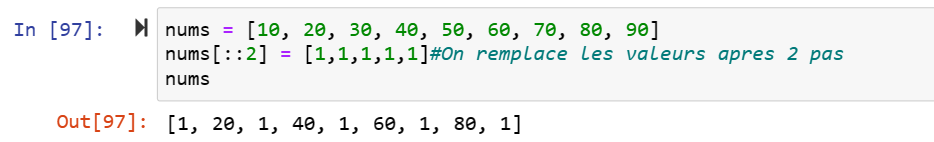 In [97]: nums = [10, 20, 30, 40, 50, 60, 70, 80, 90]
nums[::2] = [1,1,1,1,1]#On remplace les valeurs apres 2 pas
nums
Out[97]: [1, 20, 1, 40, 1, 60, 1, 80, 1]